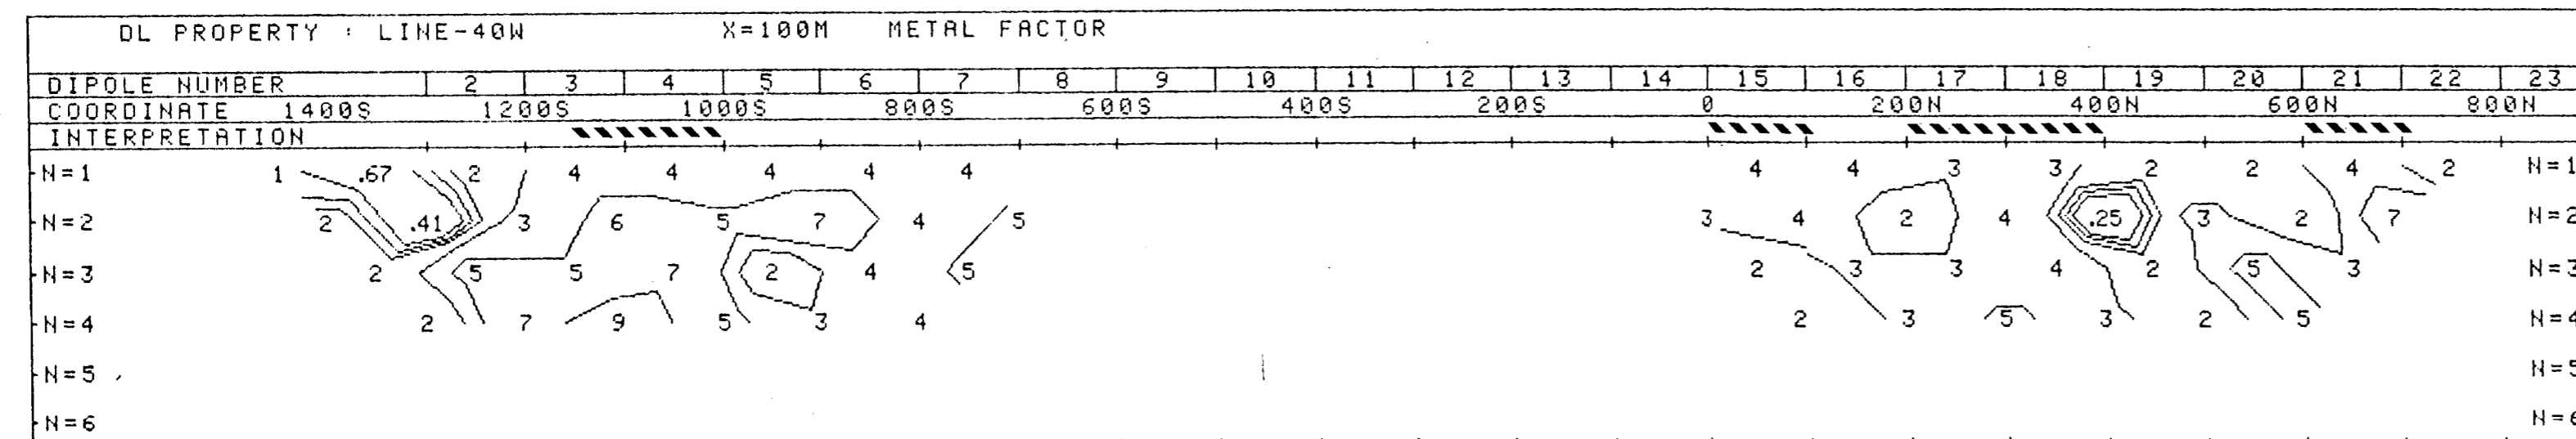 DL PROPERTY : LINE-40W X=100M METAL FACTOR
DIPOLE NUMBER 2 3 4 5 6 7 8 9 10 11 12 13 14 15 16 17 18 19 20 21 22 23
COORDINATE 1400S 1200S 1000S 800S 600S 400S 200S 0 200N 400N 600N 800N
INTERPRETATION
N=1 1 .67 2 4 4 4 4 4 4 4 3 3 2 2 4 2 N=1
N=2 2 .41 3 6 5 7 4 5 3 4 2 4 .25 3 2 7 N=2
N=3 2 5 5 7 2 4 5 2 3 3 4 2 5 3 N=3
N=4 2 7 9 5 3 4 2 3 5 3 2 5 N=4
N=5 N=5
N=6 N=6